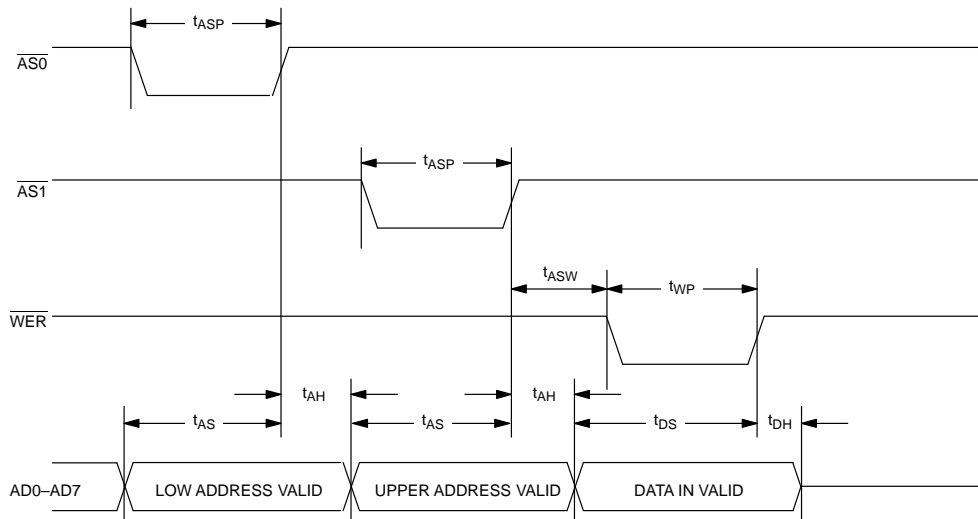 tASP
AS0
tASP
AS1
tASW
tWP
WER
tAH
tAH
tAS
tAS
tDS
tDH
AD0–AD7
LOW ADDRESS VALID
UPPER ADDRESS VALID
DATA IN VALID